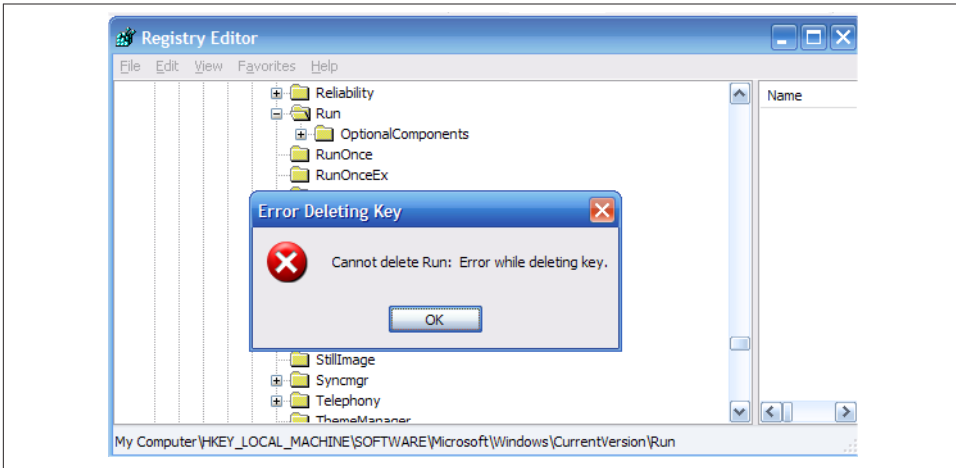 Registry Editor
File Edit View Favorites Help
Reliability
Name
Run
OptionalComponents
RunOnce
RunOnceEx
Error Deleting Key
Cannot delete Run: Error while deleting key.
OK
StillImage
Syncmgr
Telephony
ThemeManager
My Computer\HKEY_LOCAL_MACHINE\SOFTWARE\Microsoft\Windows\CurrentVersion\Run